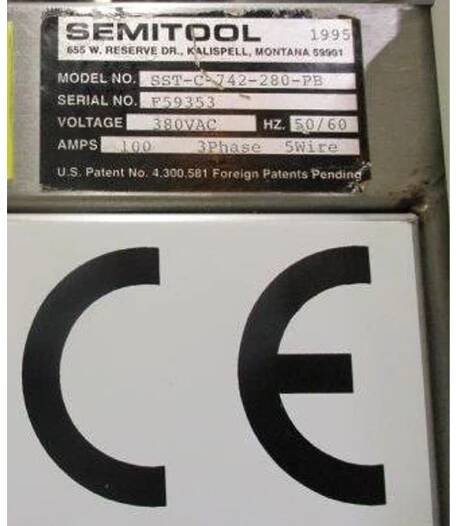 SEMITOOL 1995
655 W. RESERVE DR., KALISPELL, MONTANA 59901
MODEL NO. SST-C-742-280-PB
SERIAL NO. F59353
VOLTAGE 380VAC HZ. 50/60
AMPS 100 3Phase 5Wire
U.S. Patent No. 4,300,581 Foreign Patents Pending
CE